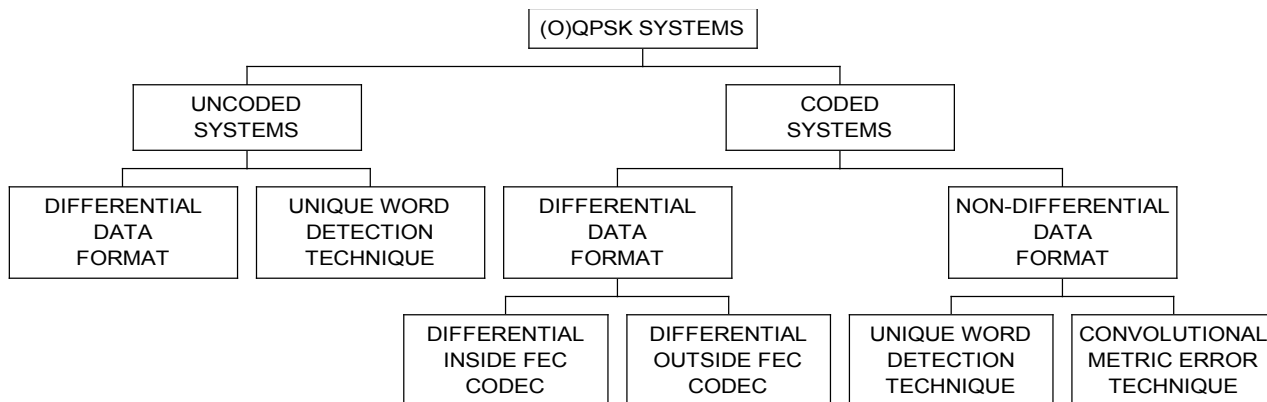 (O)QPSK SYSTEMS
UNCODED
SYSTEMS
CODED
SYSTEMS
DIFFERENTIAL
DATA
FORMAT
UNIQUE WORD
DETECTION
TECHNIQUE
DIFFERENTIAL
DATA
FORMAT
NON-DIFFERENTIAL
DATA
FORMAT
DIFFERENTIAL
INSIDE FEC
CODEC
DIFFERENTIAL
OUTSIDE FEC
CODEC
UNIQUE WORD
DETECTION
TECHNIQUE
CONVOLUTIONAL
METRIC ERROR
TECHNIQUE